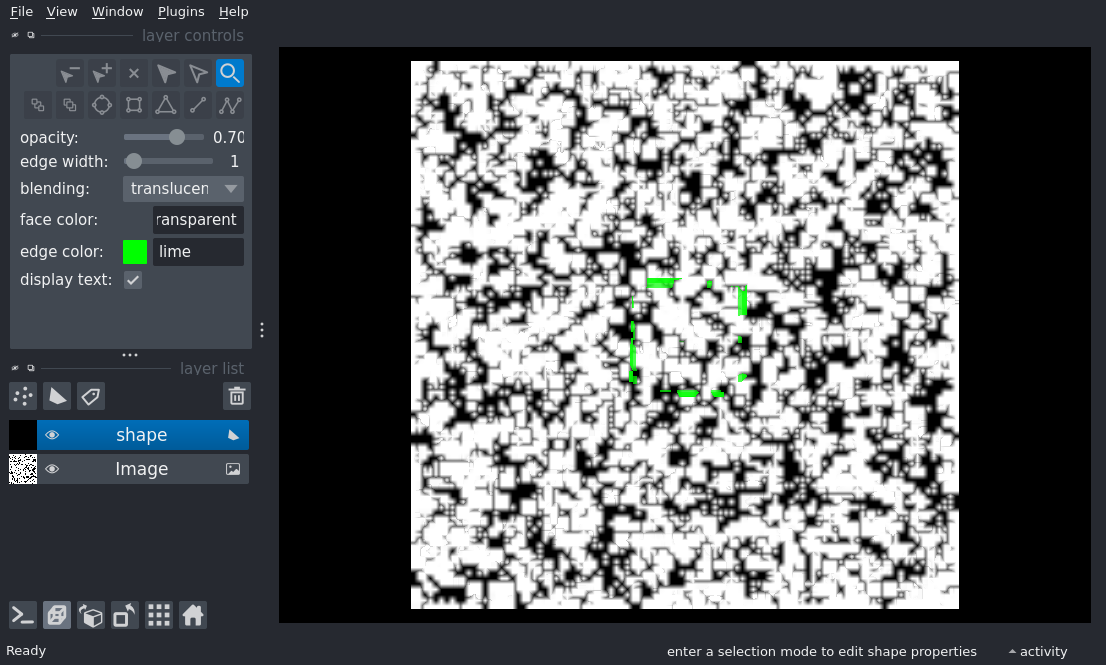 File View Window Plugins Help
layer controls
opacity: 0.70
edge width: 1
blending: translucen
face color: ransparent
edge color: lime
display text:
layer list
shape
Image
Ready
enter a selection mode to edit shape properties
activity